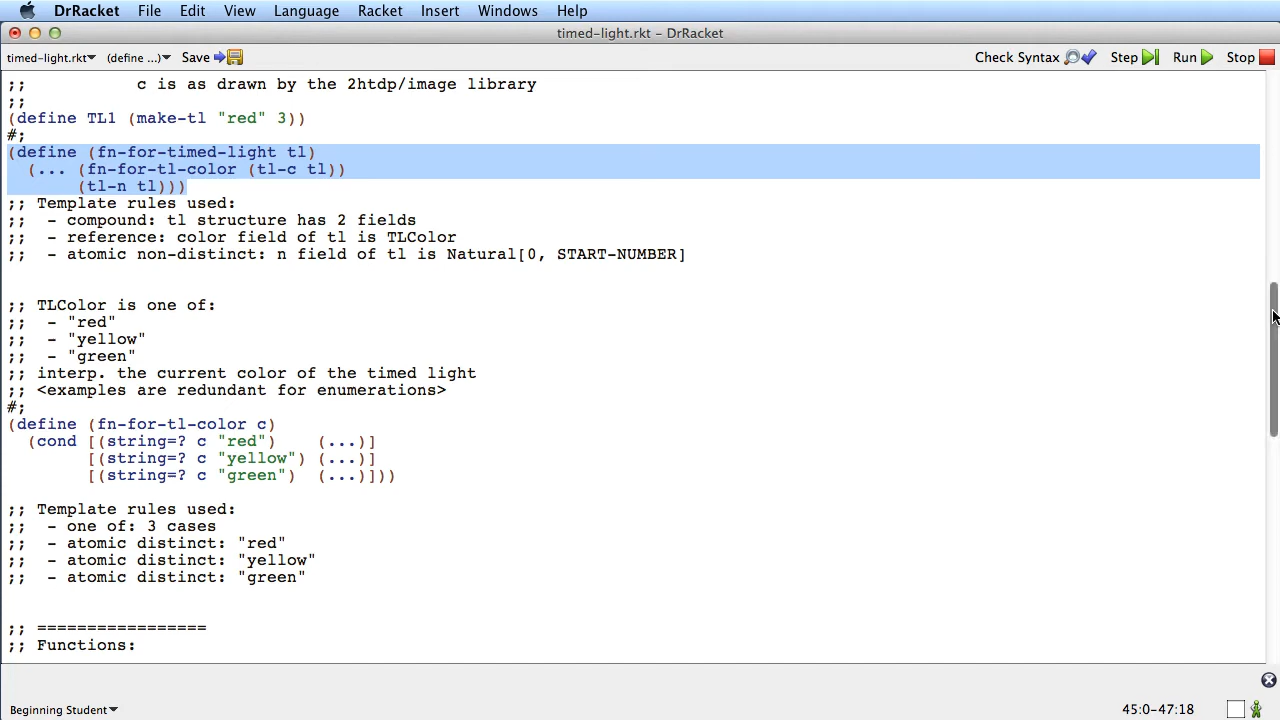 DrRacket File Edit View Language Racket Insert Windows Help
timed-light.rkt – DrRacket
timed-light.rkt▾ (define ...)▾ Save Check Syntax Step Run Stop
;;           c is as drawn by the 2htdp/image library
;;
(define TL1 (make-tl "red" 3))
#;
(define (fn-for-timed-light tl)
  (... (fn-for-tl-color (tl-c tl))
       (tl-n tl)))
;; Template rules used:
;;  - compound: tl structure has 2 fields
;;  - reference: color field of tl is TLColor
;;  - atomic non-distinct: n field of tl is Natural[0, START-NUMBER]
;; TLColor is one of:
;;  - "red"
;;  - "yellow"
;;  - "green"
;; interp. the current color of the timed light
;; <examples are redundant for enumerations>
#;
(define (fn-for-tl-color c)
  (cond [(string=? c "red")    (...)]
        [(string=? c "yellow") (...)]
        [(string=? c "green")  (...)]))
;; Template rules used:
;;  - one of: 3 cases
;;  - atomic distinct: "red"
;;  - atomic distinct: "yellow"
;;  - atomic distinct: "green"
;; =================
;; Functions:
Beginning Student▾ 45:0-47:18